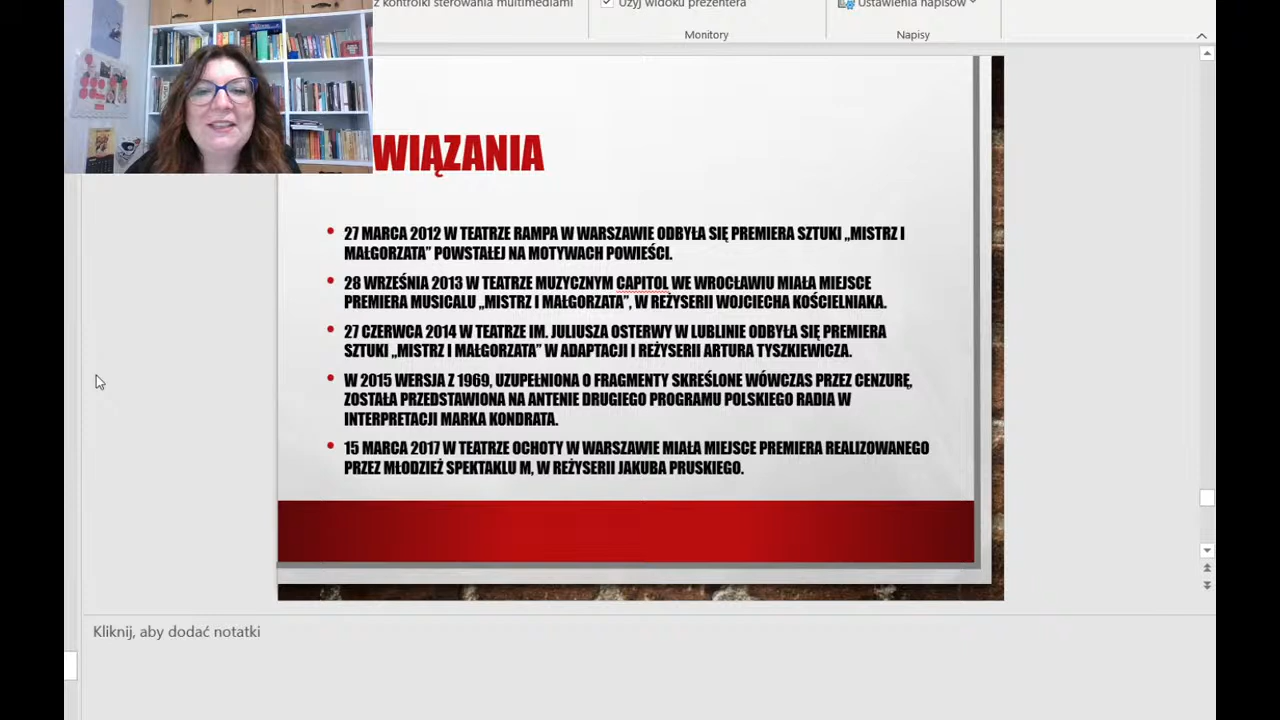 z kontrolki sterowania multimediami
Użyj widoku prezentera
Ustawienia napisów
Monitory
Napisy
WIĄZANIA
27 MARCA 2012 W TEATRZE RAMPA W WARSZAWIE ODBYŁA SIĘ PREMIERA SZTUKI „MISTRZ I
MAŁGORZATA” POWSTAŁEJ NA MOTYWACH POWIEŚCI.
28 WRZEŚNIA 2013 W TEATRZE MUZYCZNYM CAPITOL WE WROCŁAWIU MIAŁA MIEJSCE
PREMIERA MUSICALU „MISTRZ I MAŁGORZATA”, W REŻYSERII WOJCIECHA KOŚCIELNIAKA.
27 CZERWCA 2014 W TEATRZE IM. JULIUSZA OSTERWY W LUBLINIE ODBYŁA SIĘ PREMIERA
SZTUKI „MISTRZ I MAŁGORZATA” W ADAPTACJI I REŻYSERII ARTURA TYSZKIEWICZA.
W 2015 WERSJA Z 1969, UZUPEŁNIONA O FRAGMENTY SKREŚLONE WÓWCZAS PRZEZ CENZURĘ,
ZOSTAŁA PRZEDSTAWIONA NA ANTENIE DRUGIEGO PROGRAMU POLSKIEGO RADIA W
INTERPRETACJI MARKA KONDRATA.
15 MARCA 2017 W TEATRZE OCHOTY W WARSZAWIE MIAŁA MIEJSCE PREMIERA REALIZOWANEGO
PRZEZ MŁODZIEŻ SPEKTAKLU M, W REŻYSERII JAKUBA PRUSKIEGO.
Kliknij, aby dodać notatki